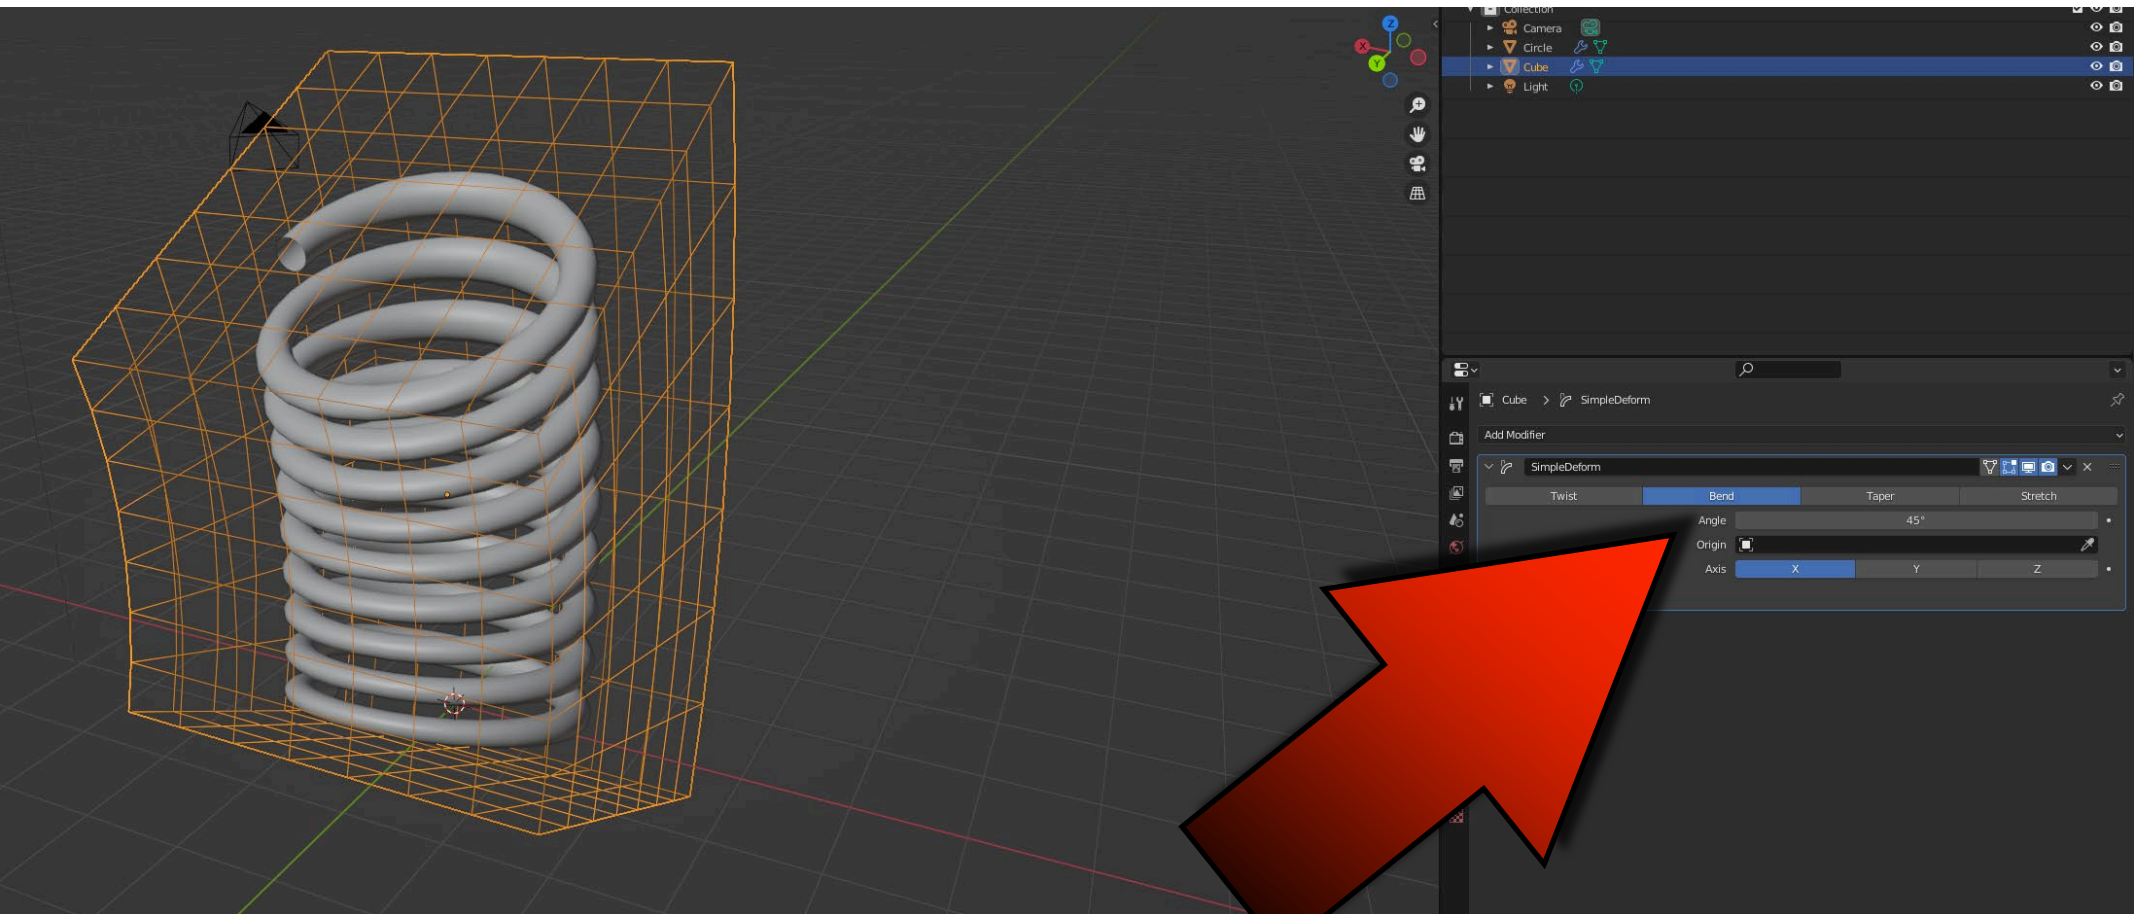 Collection
Camera
Circle
Cube
Light
Z
X
Y
Cube > SimpleDeform
Add Modifier
SimpleDeform
Twist Bend Taper Stretch
Angle 45°
Origin
Axis X Y Z